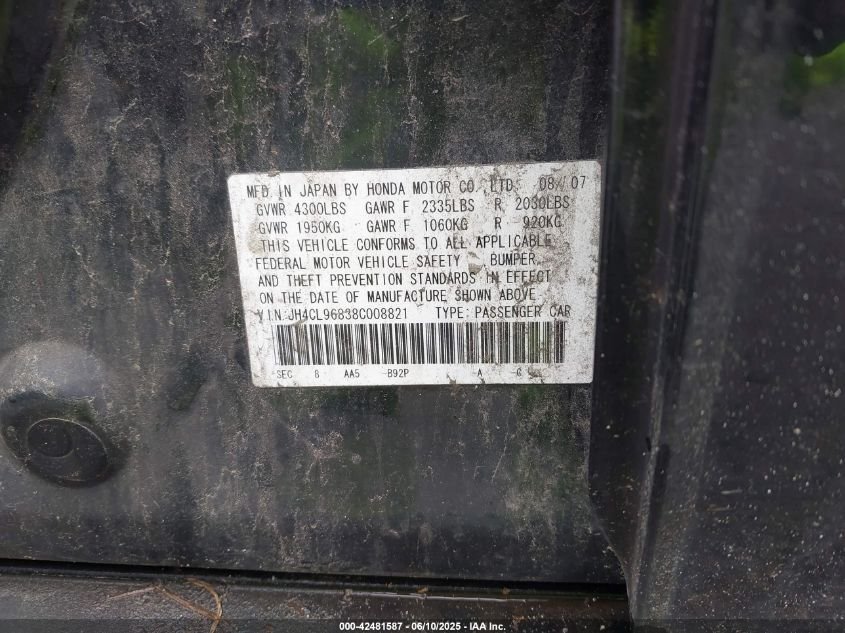 MFD. IN JAPAN BY HONDA MOTOR CO.,LTD. 08/07
GVWR 4300LBS GAWR F 2335LBS R 2030LBS
GVWR 1950KG GAWR F 1060KG R 920KG
THIS VEHICLE CONFORMS TO ALL APPLICABLE
FEDERAL MOTOR VEHICLE SAFETY BUMPER,
AND THEFT PREVENTION STANDARDS IN EFFECT
ON THE DATE OF MANUFACTURE SHOWN ABOVE.
V.I.N:JH4CL96838C008821 TYPE: PASSENGER CAR
SEC 8 AA5 -B92P -A -C
000-42481587 - 06/10/2025 - IAA Inc.